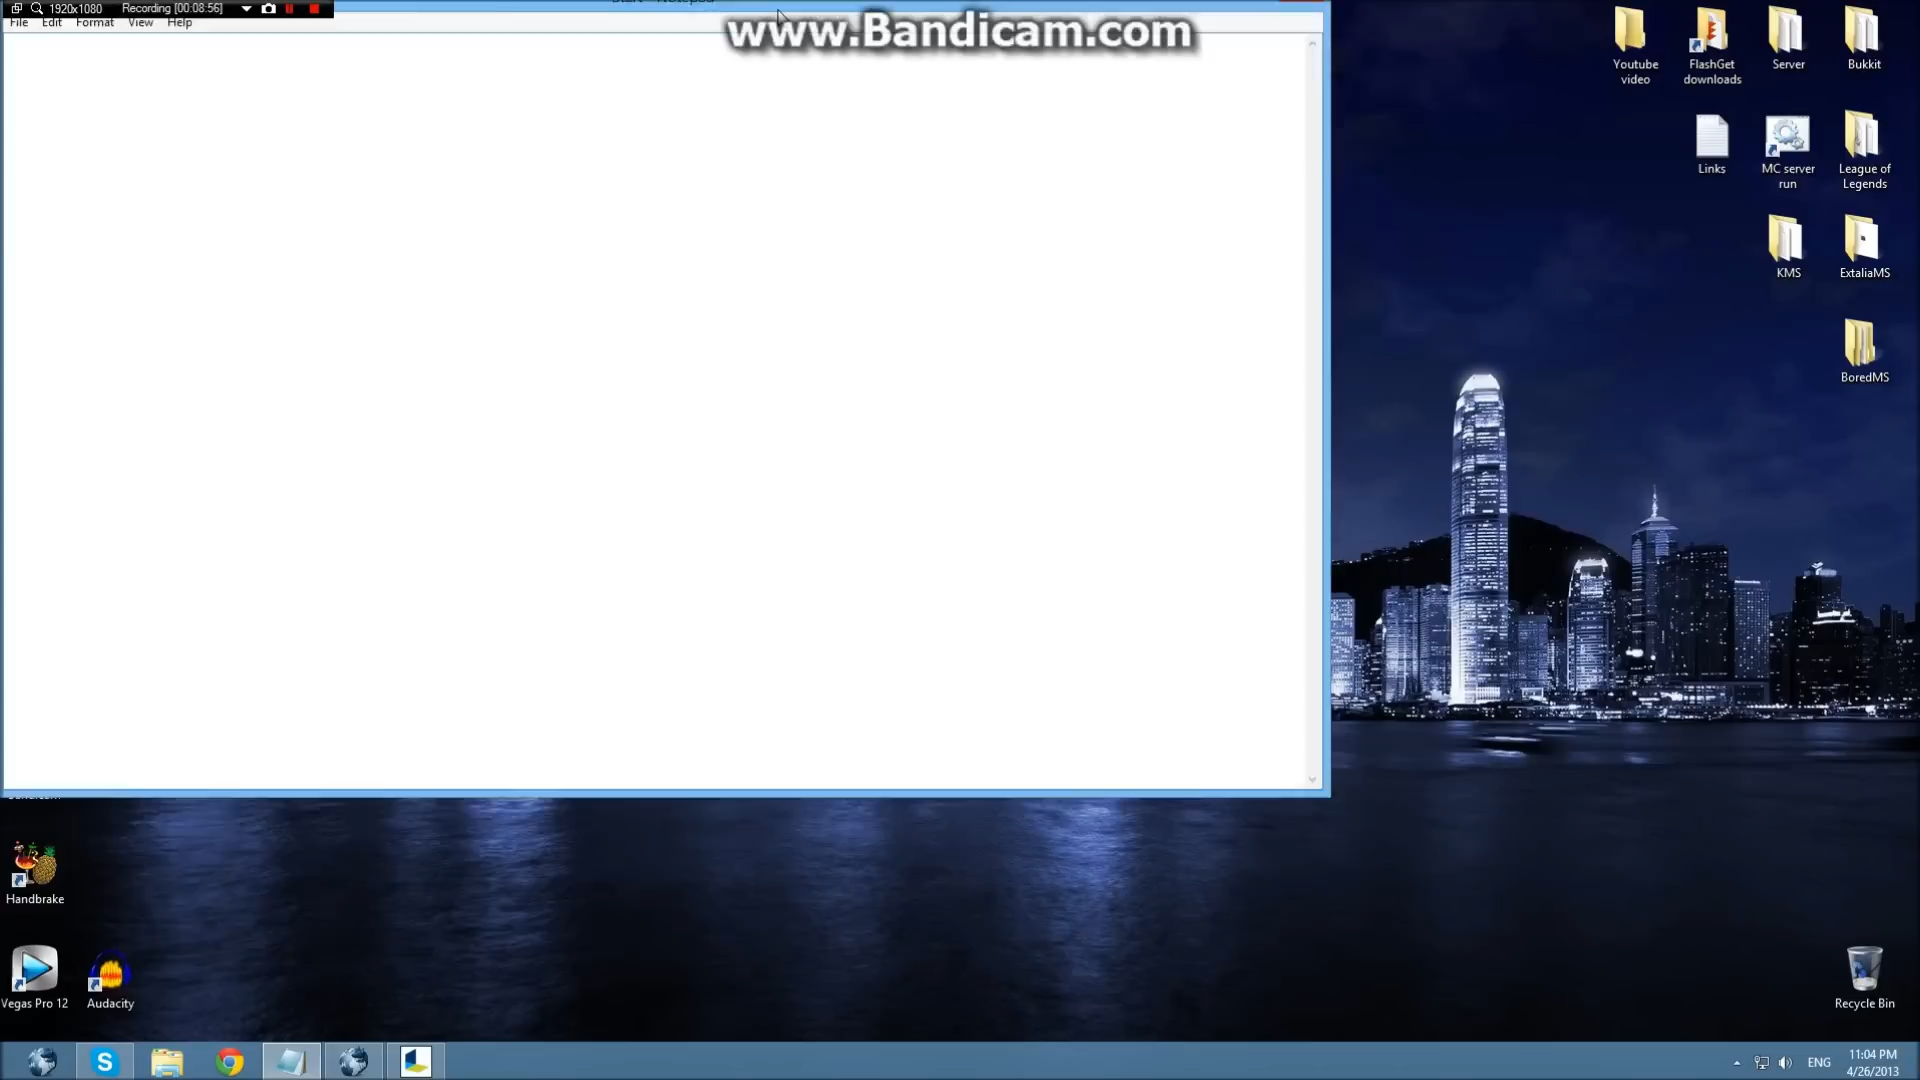 1920x1080 Recording [00:08:56]
File Edit Format View Help
www.Bandicam.com
Youtube video
FlashGet downloads
Server
Bukkit
Links
MC server run
League of Legends
KMS
ExtaliaMS
BoredMS
Handbrake
Vegas Pro 12
Audacity
Recycle Bin
S
ENG
11:04 PM
4/26/2013